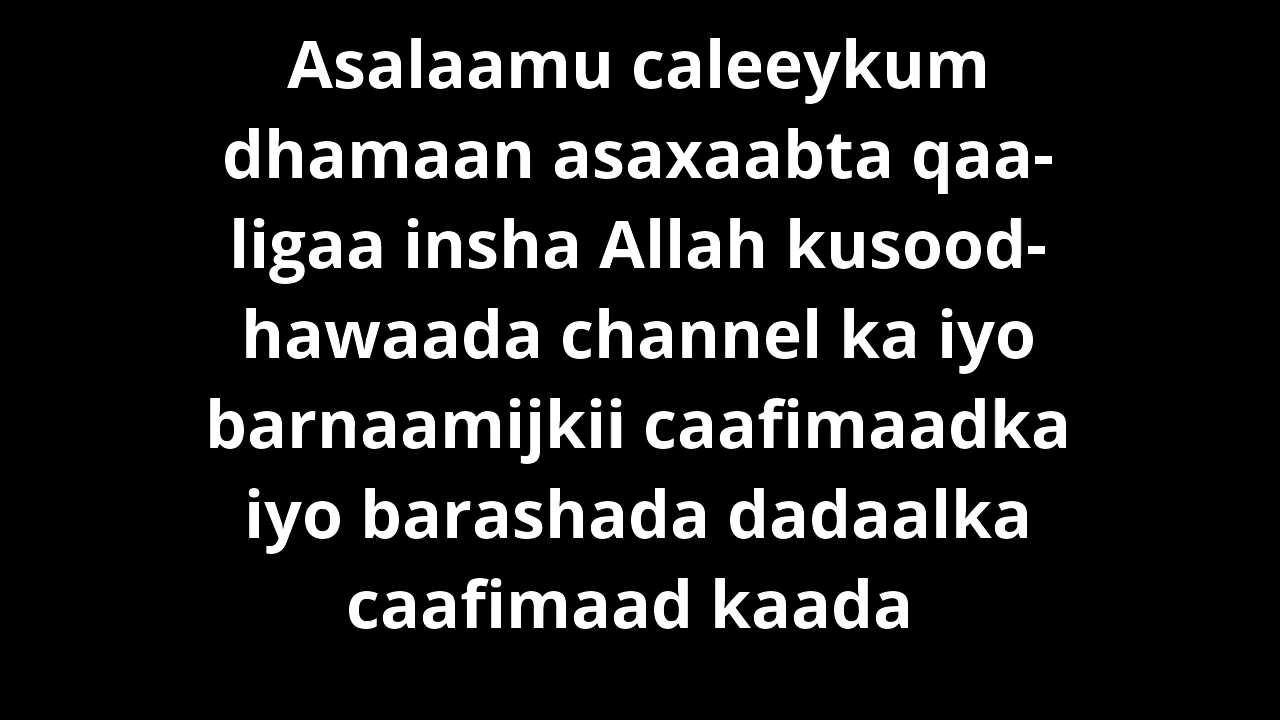 Asalaamu caleeykum
dhamaan asaxaabta qaa-
ligaa insha Allah kusood-
hawaada channel ka iyo
barnaamijkii caafimaadka
iyo barashada dadaalka
caafimaad kaada